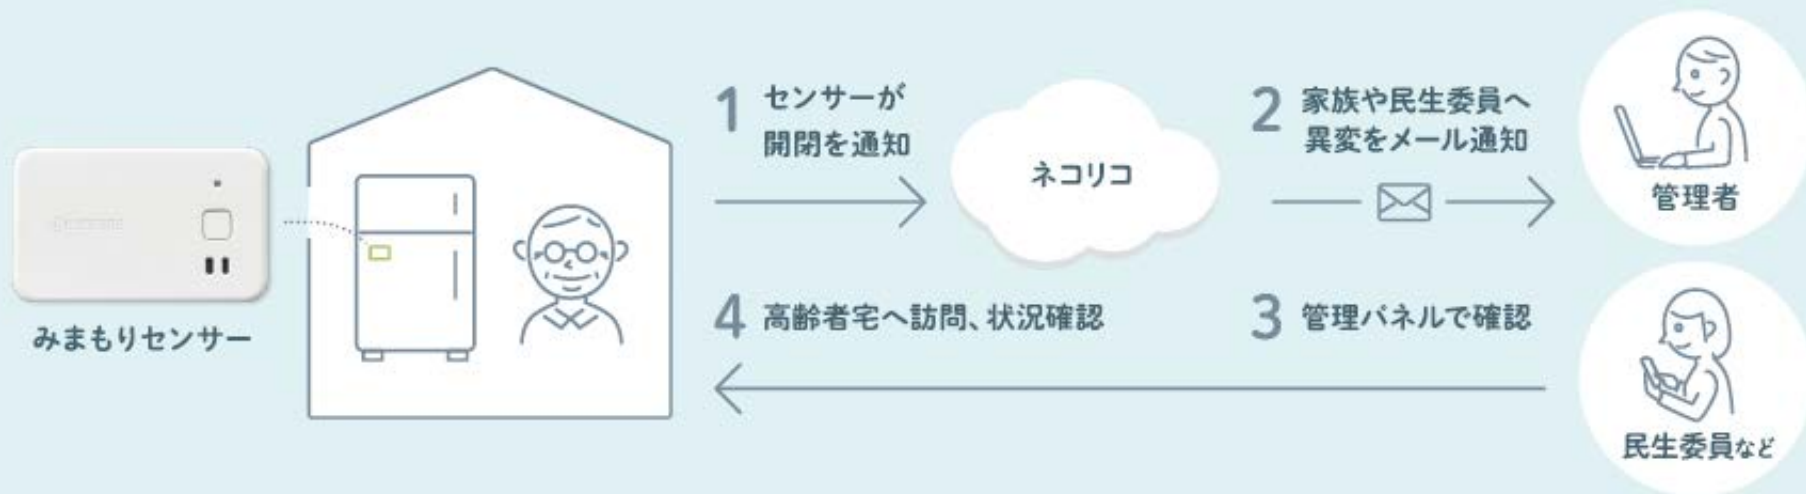 みまもりセンサー
1
センサーが
開閉を通知
ネコリコ
2
家族や民生委員へ
異変をメール通知
管理者
3
管理パネルで確認
民生委員など
4
高齢者宅へ訪問、状況確認